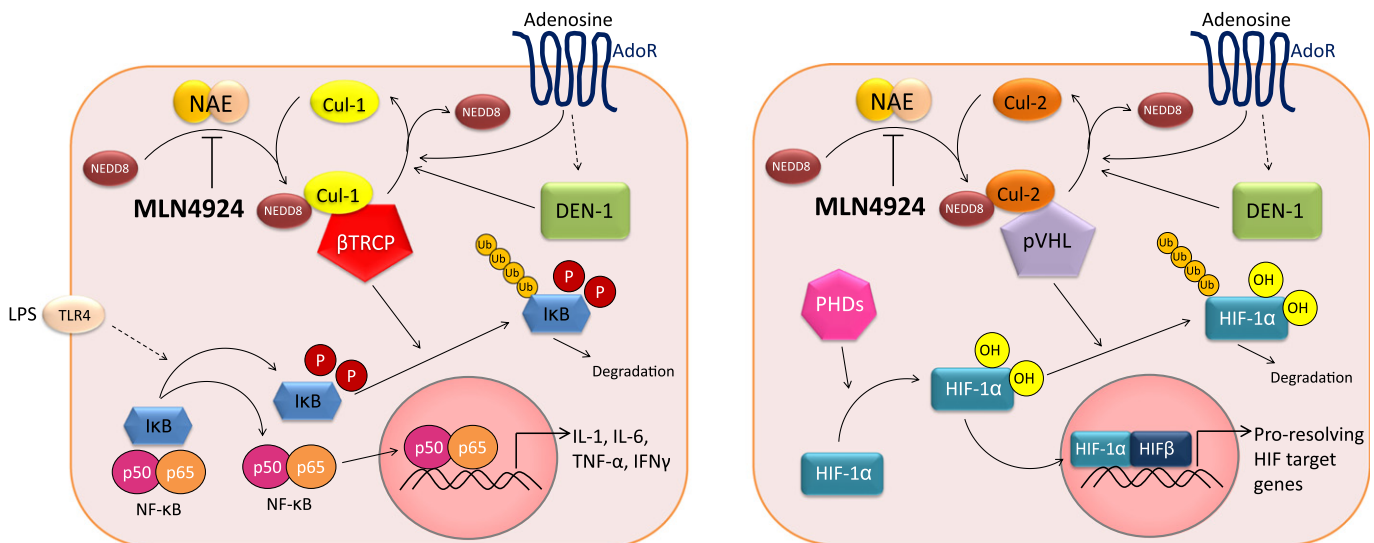 Adenosine
AdoR
NAE
Cul-1
NEDD8
NEDD8
MLN4924
NEDD8
Cul-1
βTRCP
DEN-1
Ub
Ub
Ub
Ub
P
P
IκB
Degradation
LPS
TLR4
P
P
IκB
IκB
p50
p65
NF-κB
p50
p65
NF-κB
p50
p65
IL-1, IL-6,
TNF-α, IFNγ
Adenosine
AdoR
NAE
Cul-2
NEDD8
NEDD8
MLN4924
NEDD8
Cul-2
pVHL
DEN-1
Ub
Ub
Ub
Ub
OH
OH
HIF-1α
Degradation
PHDs
OH
OH
HIF-1α
HIF-1α
HIF-1α
HIFβ
Pro-resolving
HIF target
genes